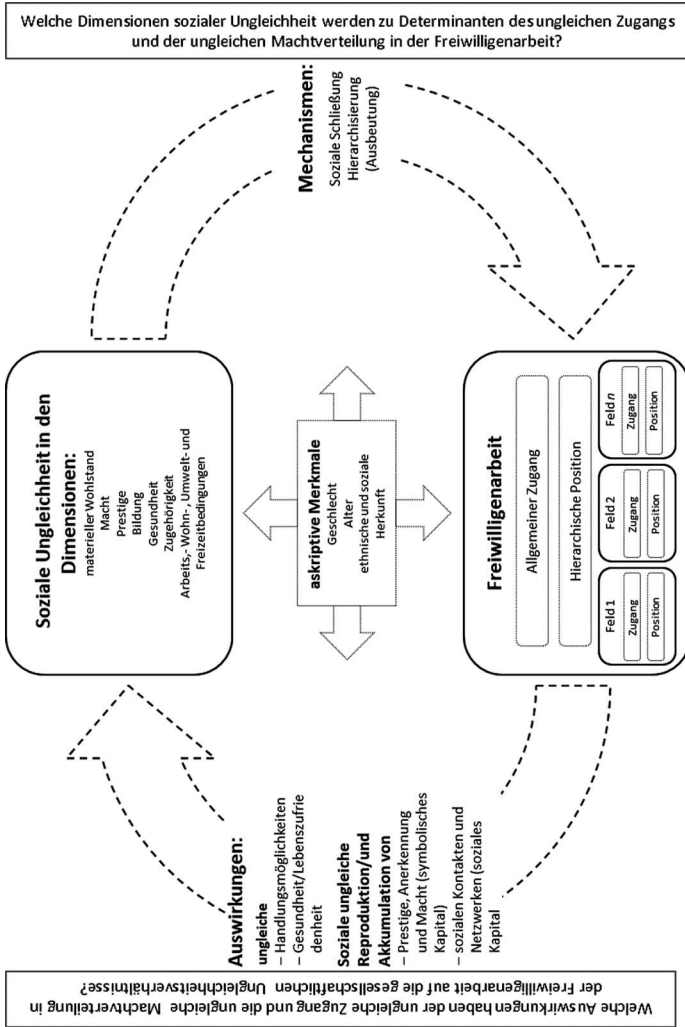 Welche Dimensionen sozialer Ungleichheit werden zu Determinanten des ungleichen Zugangs
und der ungleichen Machtverteilung in der Freiwilligenarbeit?
Mechanismen:
Soziale Schließung
Hierarchisierung
(Ausbeutung)
Soziale Ungleichheit in den
Dimensionen:
materieller Wohlstand
Macht
Prestige
Bildung
Gesundheit
Zugehörigkeit
Arbeits,- Wohn-, Umwelt- und
Freizeitbedingungen
askriptive Merkmale
Geschlecht
Alter
ethnische und soziale
Herkunft
Freiwilligenarbeit
Allgemeiner Zugang
Hierarchische Position
Feld 1
Zugang
Position
Feld 2
Zugang
Position
Feld n
Zugang
Position
Auswirkungen:
ungleiche
– Handlungsmöglichkeiten
– Gesundheit/Lebenszufrie
denheit
Soziale ungleiche
Reproduktion/und
Akkumulation von
– Prestige, Anerkennung
und Macht (symbolisches
Kapital)
– sozialen Kontakten und
Netzwerken (soziales
Kapital
Welche Auswirkungen haben der ungleiche Zugang und die ungleiche Machtverteilung in
der Freiwilligenarbeit auf die gesellschaftlichen Ungleichheitsverhältnisse?